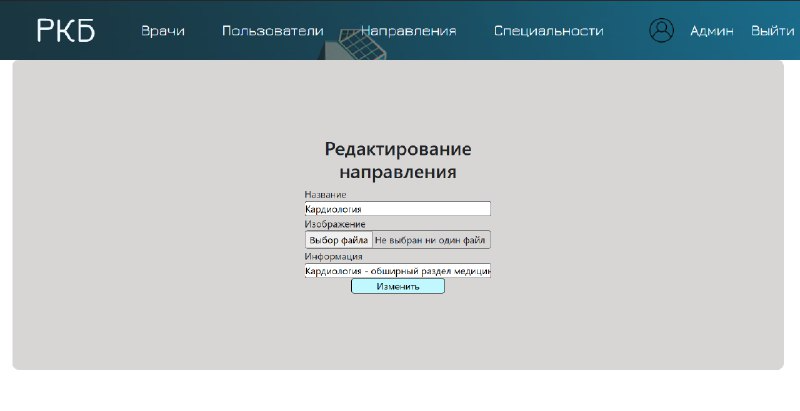 РКБ Врачи Пользователи Направления Специальности Админ Выйти
Редактирование
направления
Название
Кардиология
Изображение
Выбор файла Не выбран ни один файл
Информация
Кардиология - обширный раздел медицин
Изменить